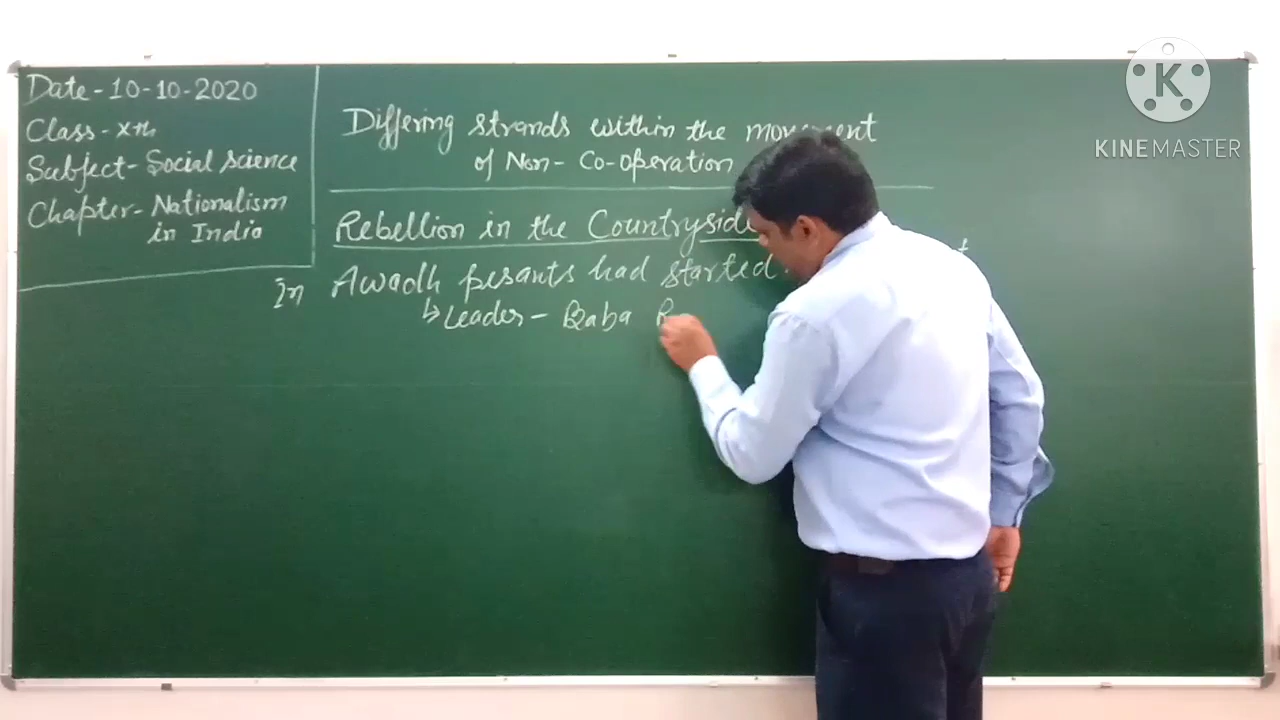 Date-10-10-2020
Class-Xth
Subject-Social science
Chapter-Nationalism
in India
Differing strands within the movement
of Non-Co-operation
Rebellion in the Countryside
In Awadh pesants had started
↳Leader-Baba R
K
KINEMASTER